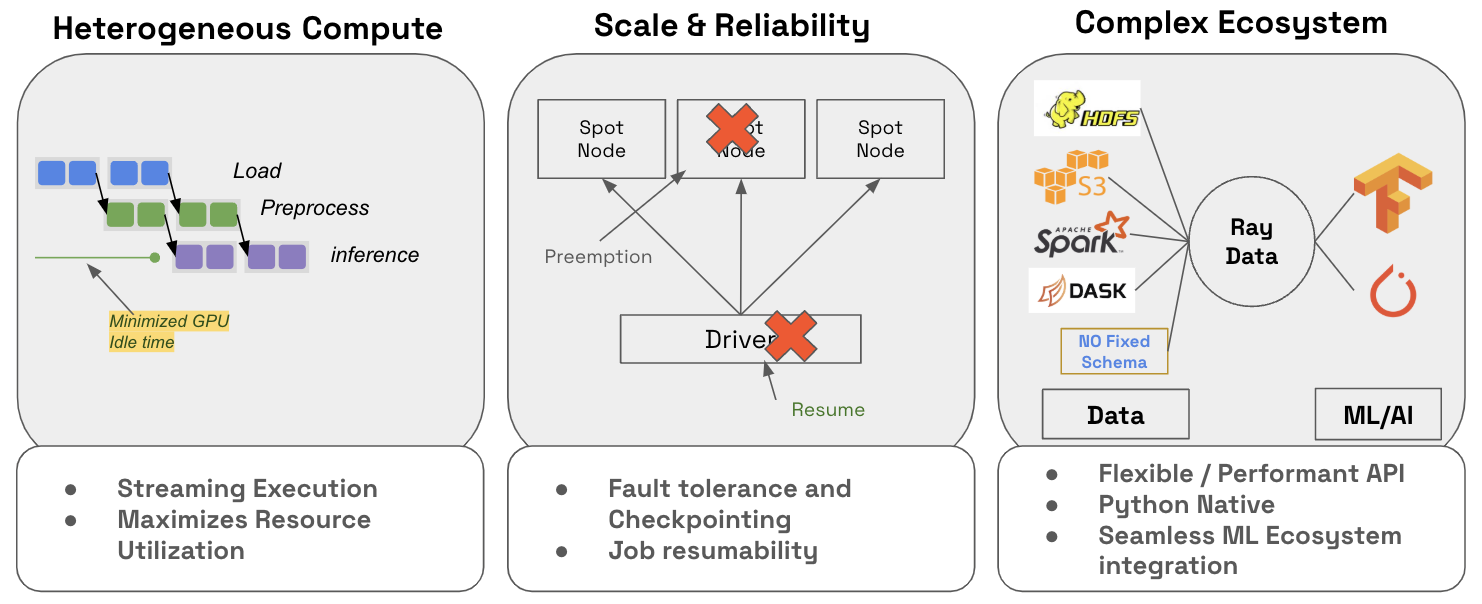 Heterogeneous Compute
Load
Preprocess
inference
Minimized GPU
Idle time
Streaming Execution
Maximizes Resource
Utilization
Scale & Reliability
Spot
Node
Node
Spot
Node
Preemption
Driver
Resume
Fault tolerance and
Checkpointing
Job resumability
Complex Ecosystem
HDFS
S3
APACHE
Spark
DASK
NO Fixed
Schema
Ray
Data
Data
ML/AI
Flexible / Performant API
Python Native
Seamless ML Ecosystem
integration